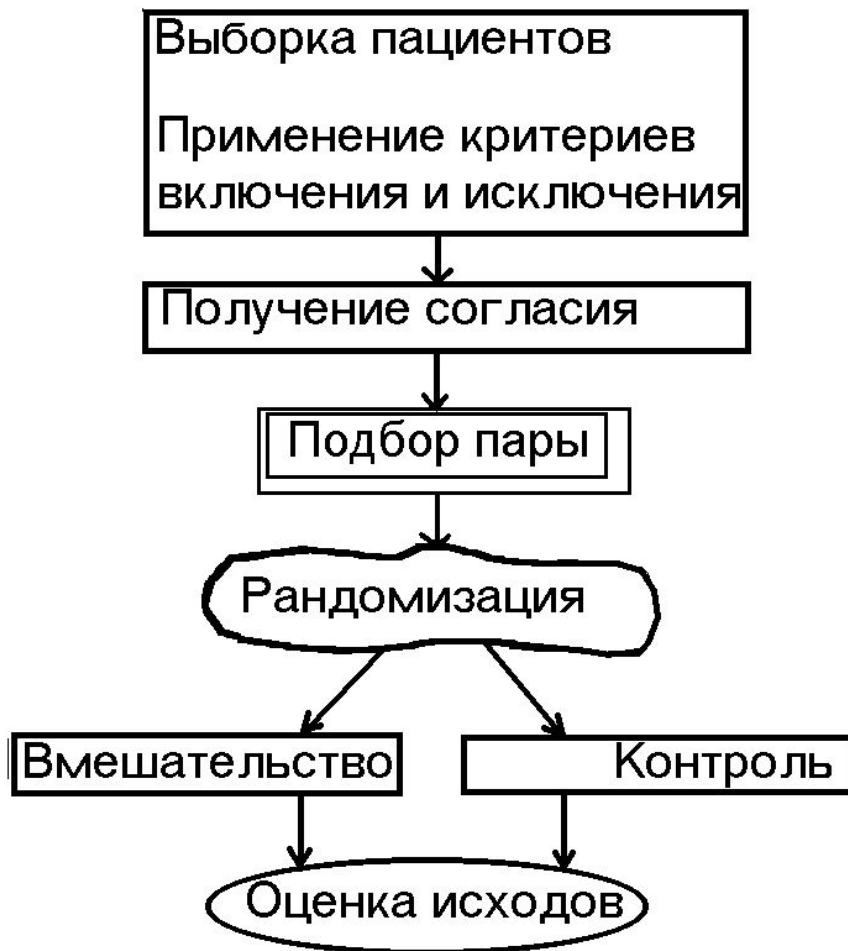 Выборка пациентов
Применение критериев
включения и исключения
Получение согласия
Подбор пары
Рандомизация
Вмешательство
Контроль
Оценка исходов